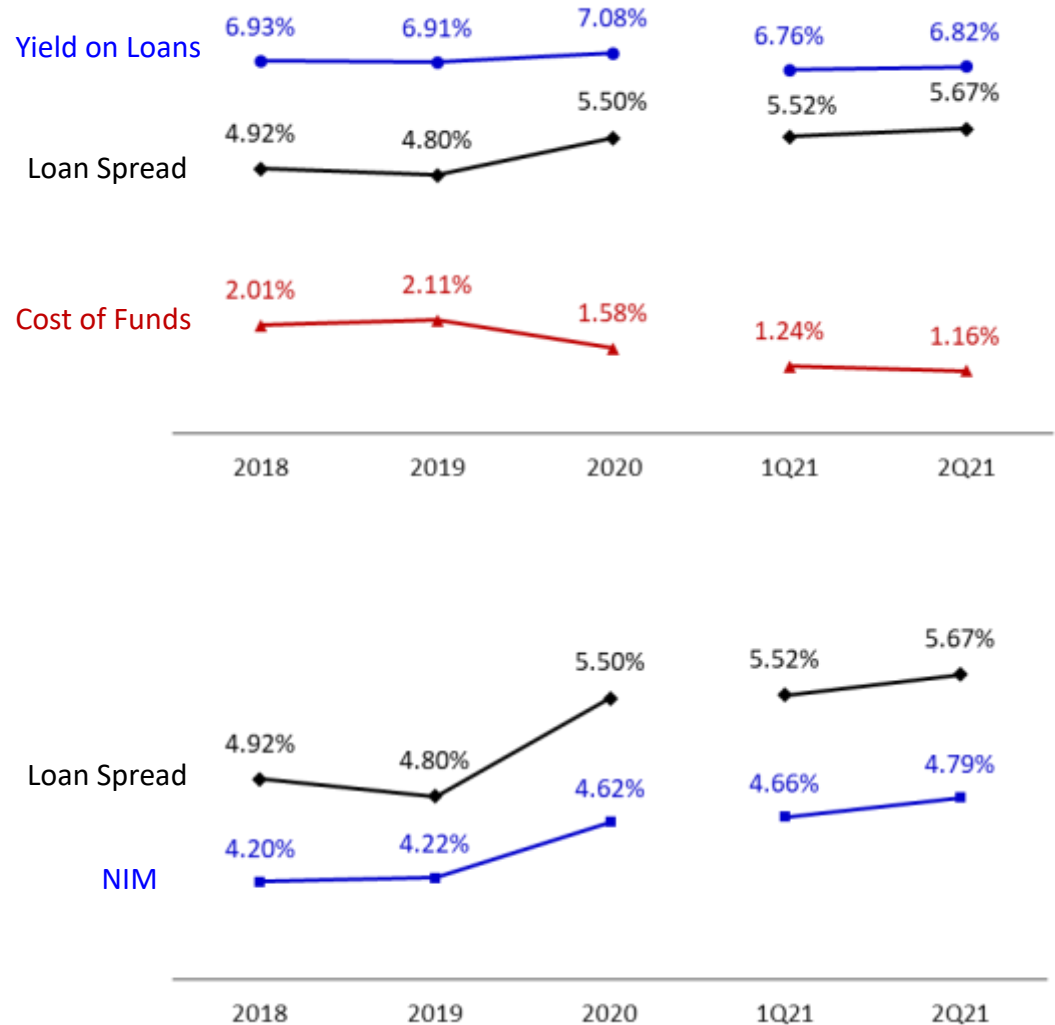 7.08%
6.93% 6.91% 6.76% 6.82%
Yield on Loans
5.50% 5.52% 5.67%
4.92% 4.80%
Loan Spread
2.01% 2.11%
1.58%
Cost of Funds
1.24% 1.16%
2018 2019 2020 1Q21 2Q21
5.67%
5.50% 5.52%
4.92%
4.80%
Loan Spread
4.62% 4.66% 4.79%
4.20% 4.22%
NIM
2018 2019 2020 1Q21 2Q21